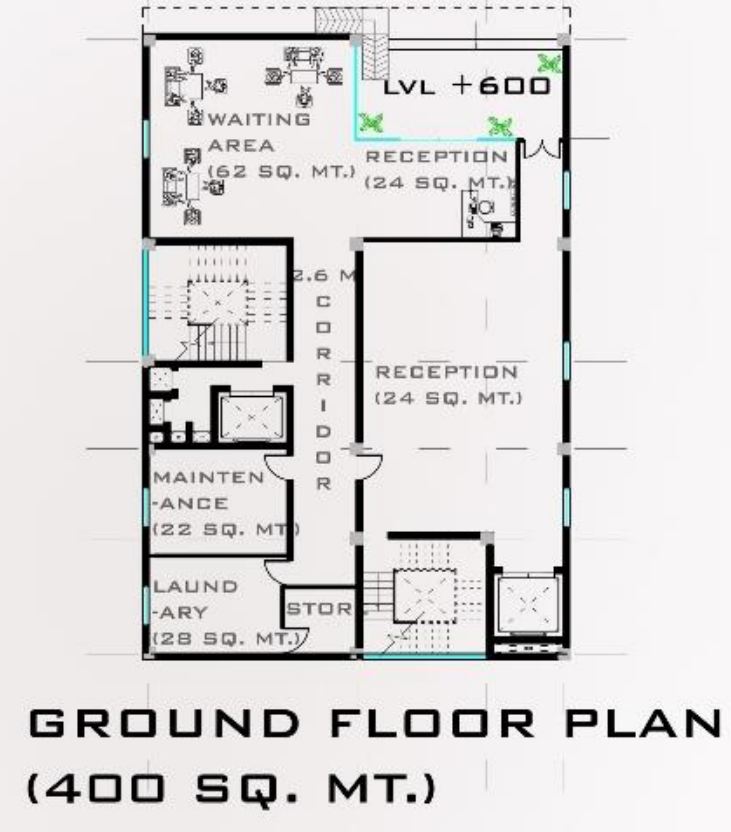 LVL +600
WAITING
AREA
(62 SQ. MT.)
RECEPTION
(24 SQ. MT.)
2.6 M
CORRIDOR
RECEPTION
(24 SQ. MT.)
MAINTEN
-ANCE
(22 SQ. MT)
LAUND
-ARY
(28 SQ. MT.)
STOR
GROUND FLOOR PLAN
(400 SQ. MT.)